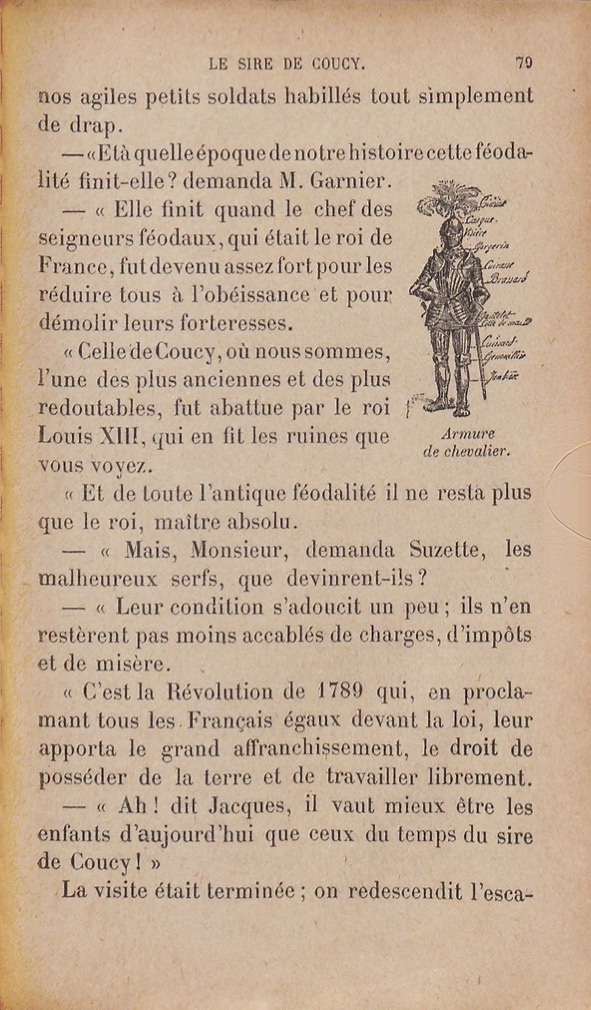 LE SIRE DE COUCY. 79
nos agiles petits soldats habillés tout simplement
de drap.
— « Et à quelle époque de notre histoire cette féoda-
lité finit-elle ? demanda M. Garnier.
— « Elle finit quand le chef des
seigneurs féodaux, qui était le roi de
France, fut devenu assez fort pour les
réduire tous à l'obéissance et pour
démolir leurs forteresses.
« Celle de Coucy, où nous sommes,
l'une des plus anciennes et des plus
redoutables, fut abattue par le roi
Louis XIII, qui en fit les ruines que
vous voyez.
Casque
Visière
Gorgerin
Cuirasse
Brassard
Gantelet
Cotte de mailles
Cuissard
Genouillère
Jambière
Armure
de chevalier.
« Et de toute l'antique féodalité il ne resta plus
que le roi, maître absolu.
— « Mais, Monsieur, demanda Suzette, les
malheureux serfs, que devinrent-ils ?
— « Leur condition s'adoucit un peu ; ils n'en
restèrent pas moins accablés de charges, d'impôts
et de misère.
« C'est la Révolution de 1789 qui, en procla-
mant tous les Français égaux devant la loi, leur
apporta le grand affranchissement, le droit de
posséder de la terre et de travailler librement.
— « Ah ! dit Jacques, il vaut mieux être les
enfants d'aujourd'hui que ceux du temps du sire
de Coucy ! »
La visite était terminée ; on redescendit l'esca-